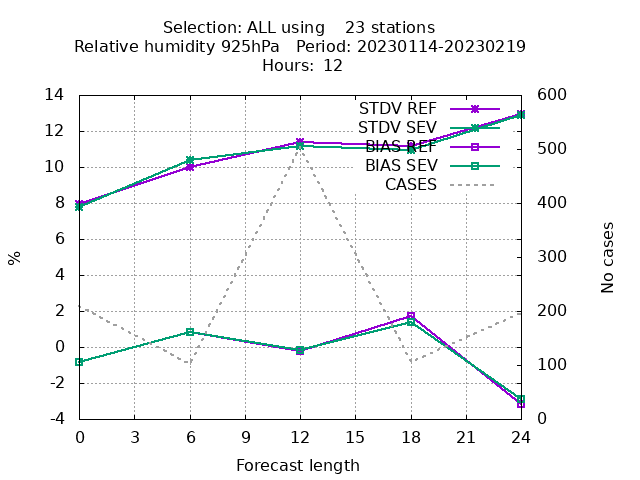 Selection: ALL using    23 stations
Relative humidity 925hPa   Period: 20230114-20230219
Hours:  12
14 600
STDV REF
12 STDV SEV
500
BIAS REF
10 BIAS SEV
CASES
8 400
6
300
4
%
No cases
2 200
0
100
-2
-4 0
0 3 6 9 12 15 18 21 24
Forecast length